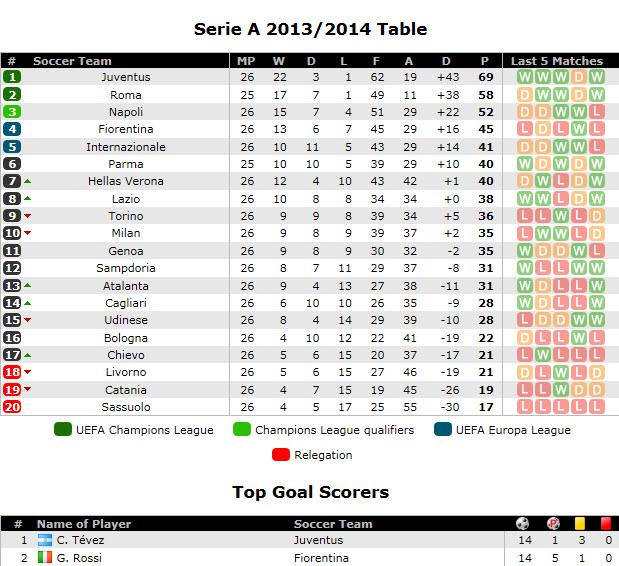 Serie A 2013/2014 Table
# Soccer Team MP W D L F A D P Last 5 Matches
1 Juventus 26 22 3 1 62 19 +43 69 W W W D W
2 Roma 25 17 7 1 49 11 +38 58 D W W D W
3 Napoli 26 15 7 4 51 29 +22 52 D D W W L
4 Fiorentina 26 13 6 7 45 29 +16 45 L D L W L
5 Internazionale 26 10 11 5 43 29 +14 41 D D W W D
6 Parma 25 10 10 5 39 29 +10 40 W D W W D
7 Hellas Verona 26 12 4 10 43 42 +1 40 D W L D W
8 Lazio 26 10 8 8 34 34 +0 38 W W L D W
9 Torino 26 9 9 8 39 34 +5 36 L L W L D
10 Milan 26 9 8 9 39 37 +2 35 L W W L D
11 Genoa 26 9 8 9 30 32 -2 35 W D D W L
12 Sampdoria 26 8 7 11 29 37 -8 31 W L L W W
13 Atalanta 26 9 4 13 27 38 -11 31 W D L L W
14 Cagliari 26 6 10 10 26 35 -9 28 W D L L W
15 Udinese 26 8 4 14 29 39 -10 28 L D D W W
16 Bologna 26 4 10 12 22 41 -19 22 D L L W L
17 Chievo 26 5 6 15 20 37 -17 21 L W L L L
18 Livorno 26 5 6 15 27 46 -19 21 D L W L D
19 Catania 26 4 7 15 19 45 -26 19 L L W D D
20 Sassuolo 26 4 5 17 25 55 -30 17 L L L L L
UEFA Champions League Champions League qualifiers UEFA Europa League
Relegation
Top Goal Scorers
# Name of Player Soccer Team P
1 C. Tévez Juventus 14 1 3 0
2 G. Rossi Fiorentina 14 5 1 0